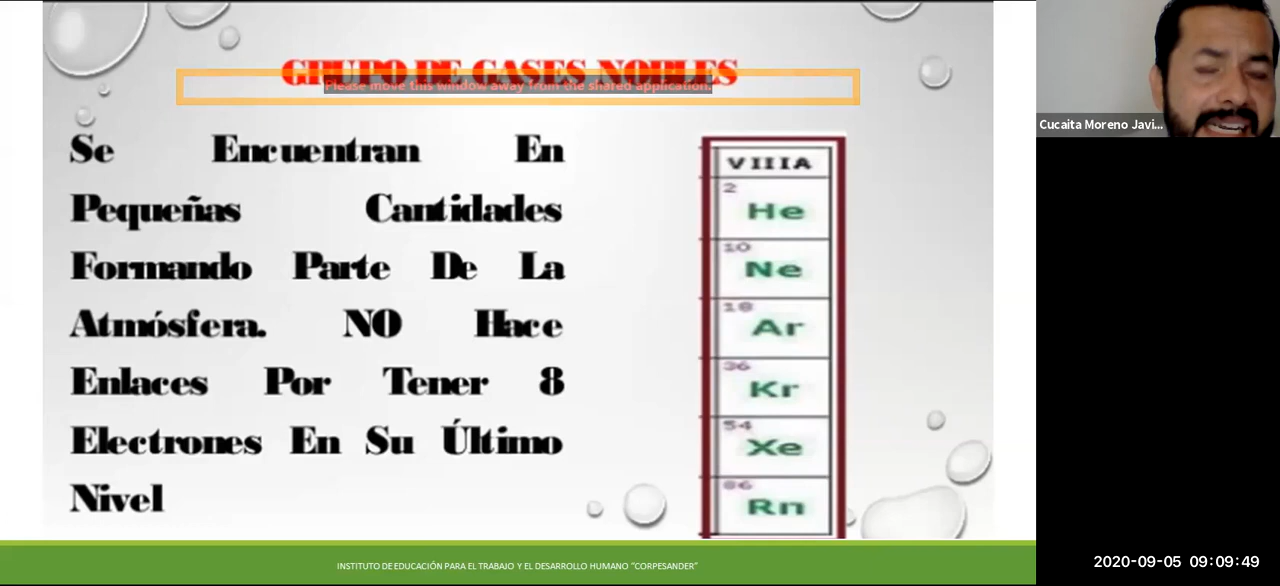 GRUPO DE GASES NOBLES
Please move this window away from the shared application.
Se Encuentran En
Pequeñas Cantidades
Formando Parte De La
Atmósfera. NO Hace
Enlaces Por Tener 8
Electrones En Su Último
Nivel
VIIIA
2
He
10
Ne
18
Ar
36
Kr
54
Xe
86
Rn
INSTITUTO DE EDUCACIÓN PARA EL TRABAJO Y EL DESARROLLO HUMANO “CORPESANDER”
Cucaita Moreno Javi...
2020-09-05 09:09:49